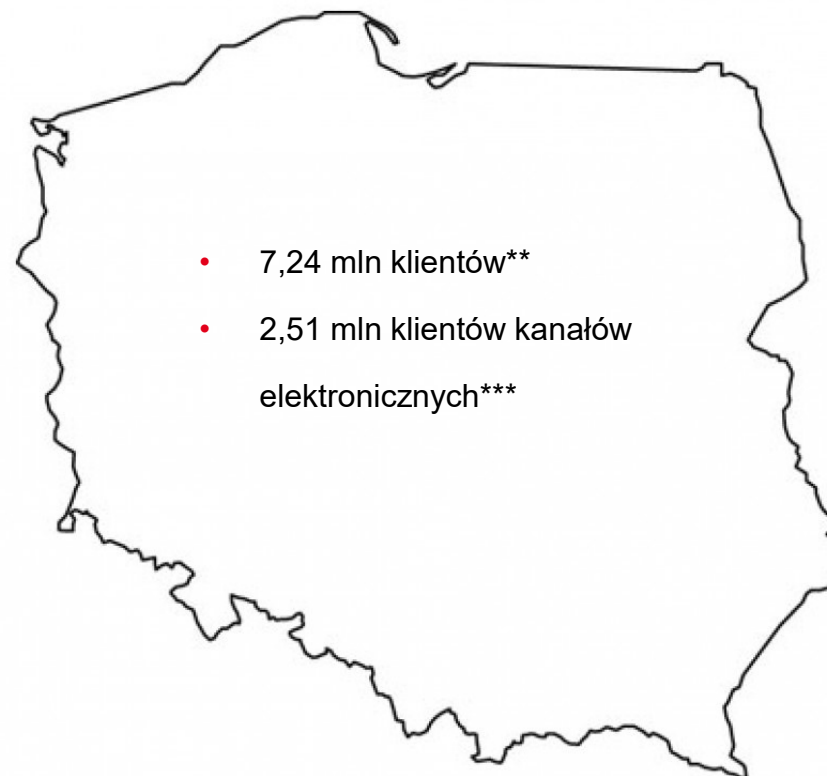 • 7,24 mln klientów**
• 2,51 mln klientów kanałów
elektronicznych***